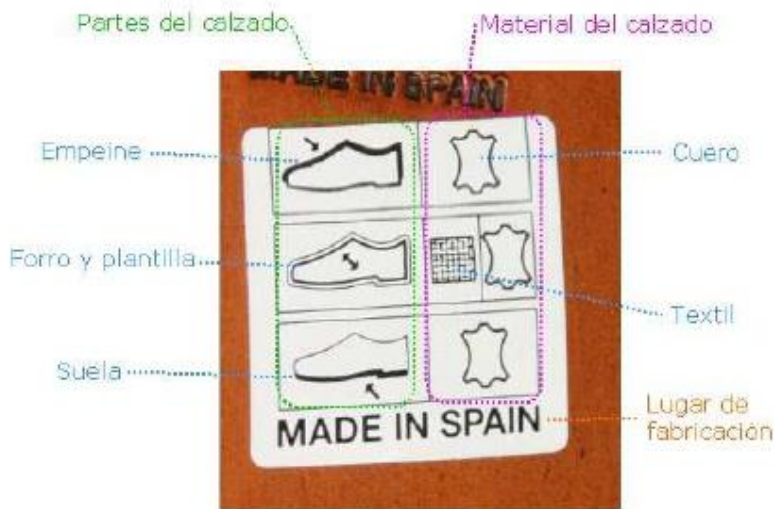 Partes del calzado
Material del calzado
MADE IN SPAIN
Empeine
Cuero
Forro y plantilla
Textil
Suela
MADE IN SPAIN
Lugar de
fabricación